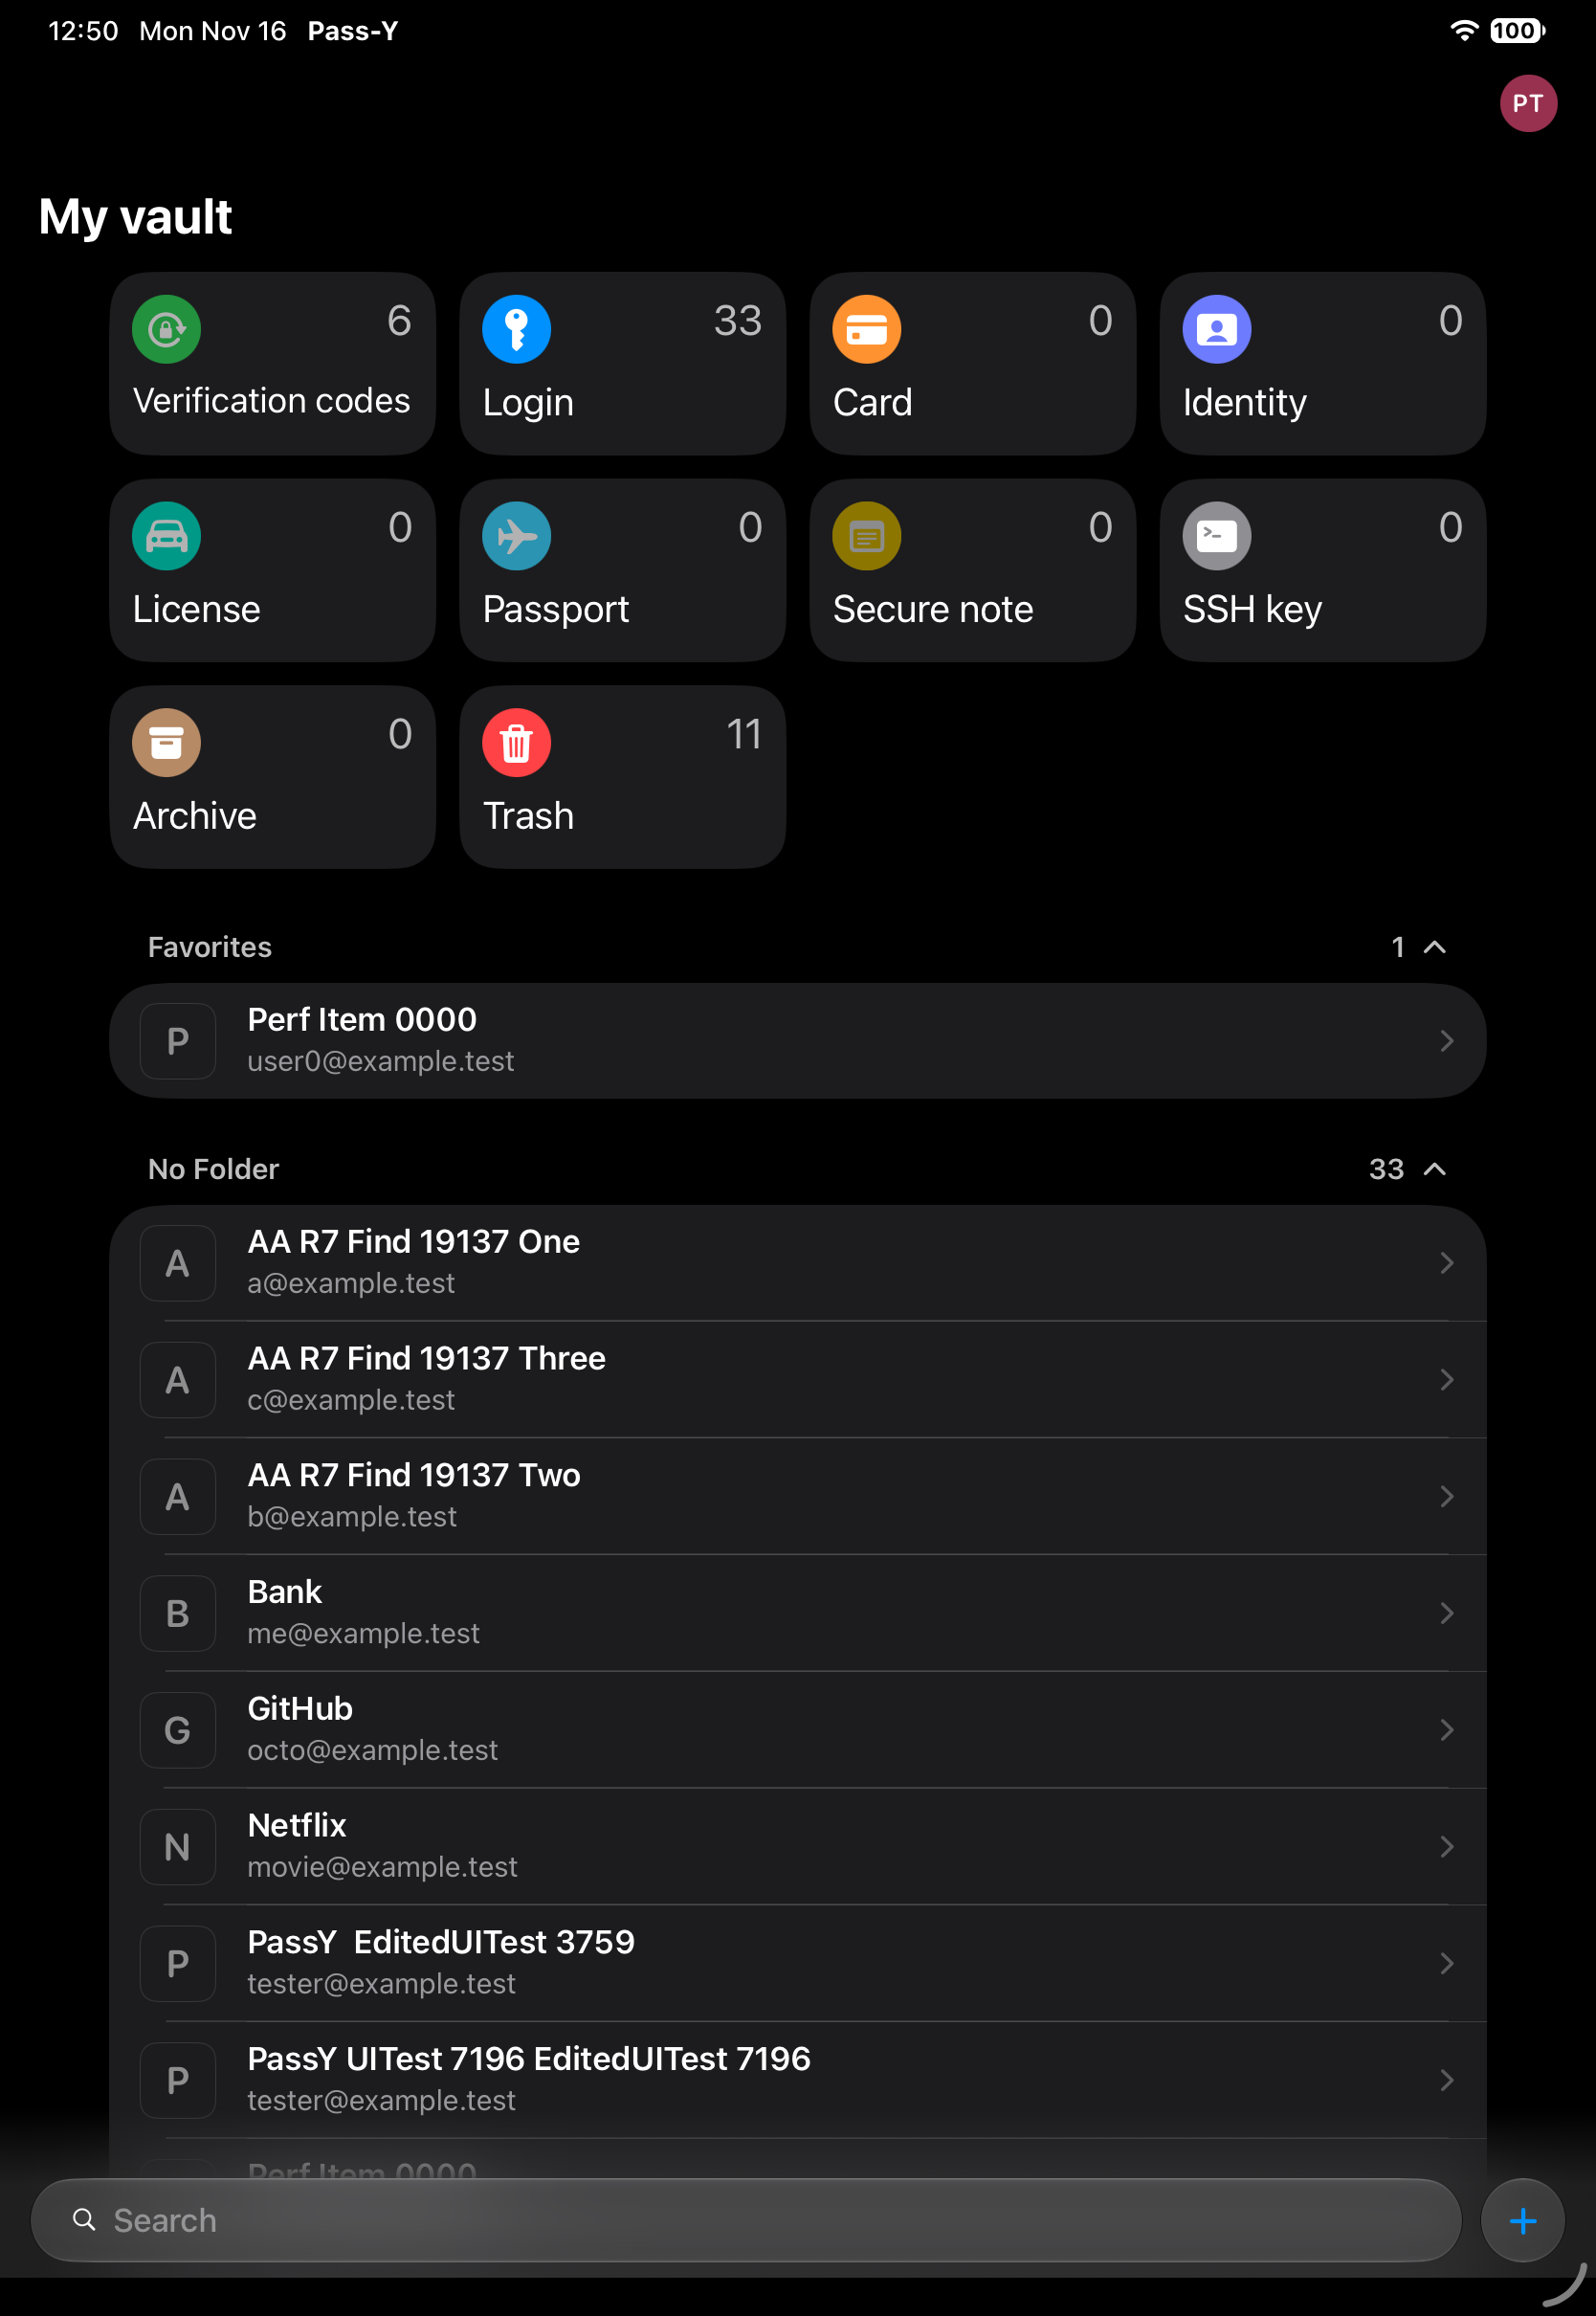 12:50 Mon Nov 16 Pass-Y
100
PT
My vault
6
Verification codes
33
Login
0
Card
0
Identity
0
License
0
Passport
0
Secure note
0
SSH key
0
Archive
11
Trash
Favorites 1
P
Perf Item 0000
user0@example.test
No Folder 33
A
AA R7 Find 19137 One
a@example.test
A
AA R7 Find 19137 Three
c@example.test
A
AA R7 Find 19137 Two
b@example.test
B
Bank
me@example.test
G
GitHub
octo@example.test
N
Netflix
movie@example.test
P
PassY  EditedUITest 3759
tester@example.test
P
PassY UITest 7196 EditedUITest 7196
tester@example.test
Perf Item 0000
Search